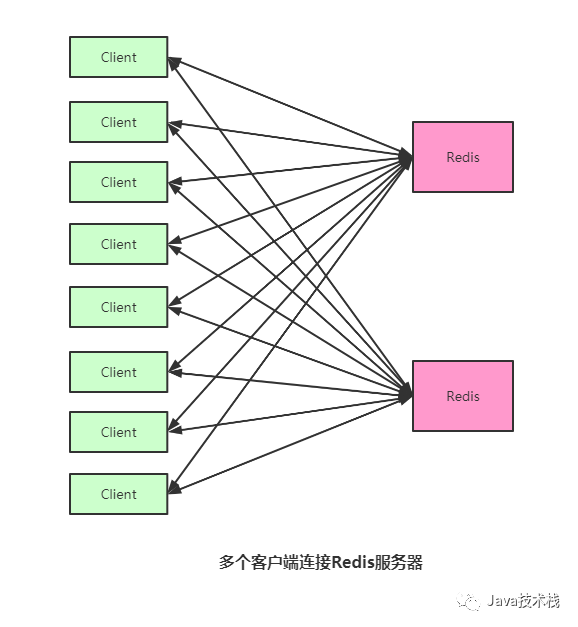 Client
Client
Redis
Client
Client
Client
Client
Redis
Client
Client
多个客户端连接Redis服务器
Java技术栈